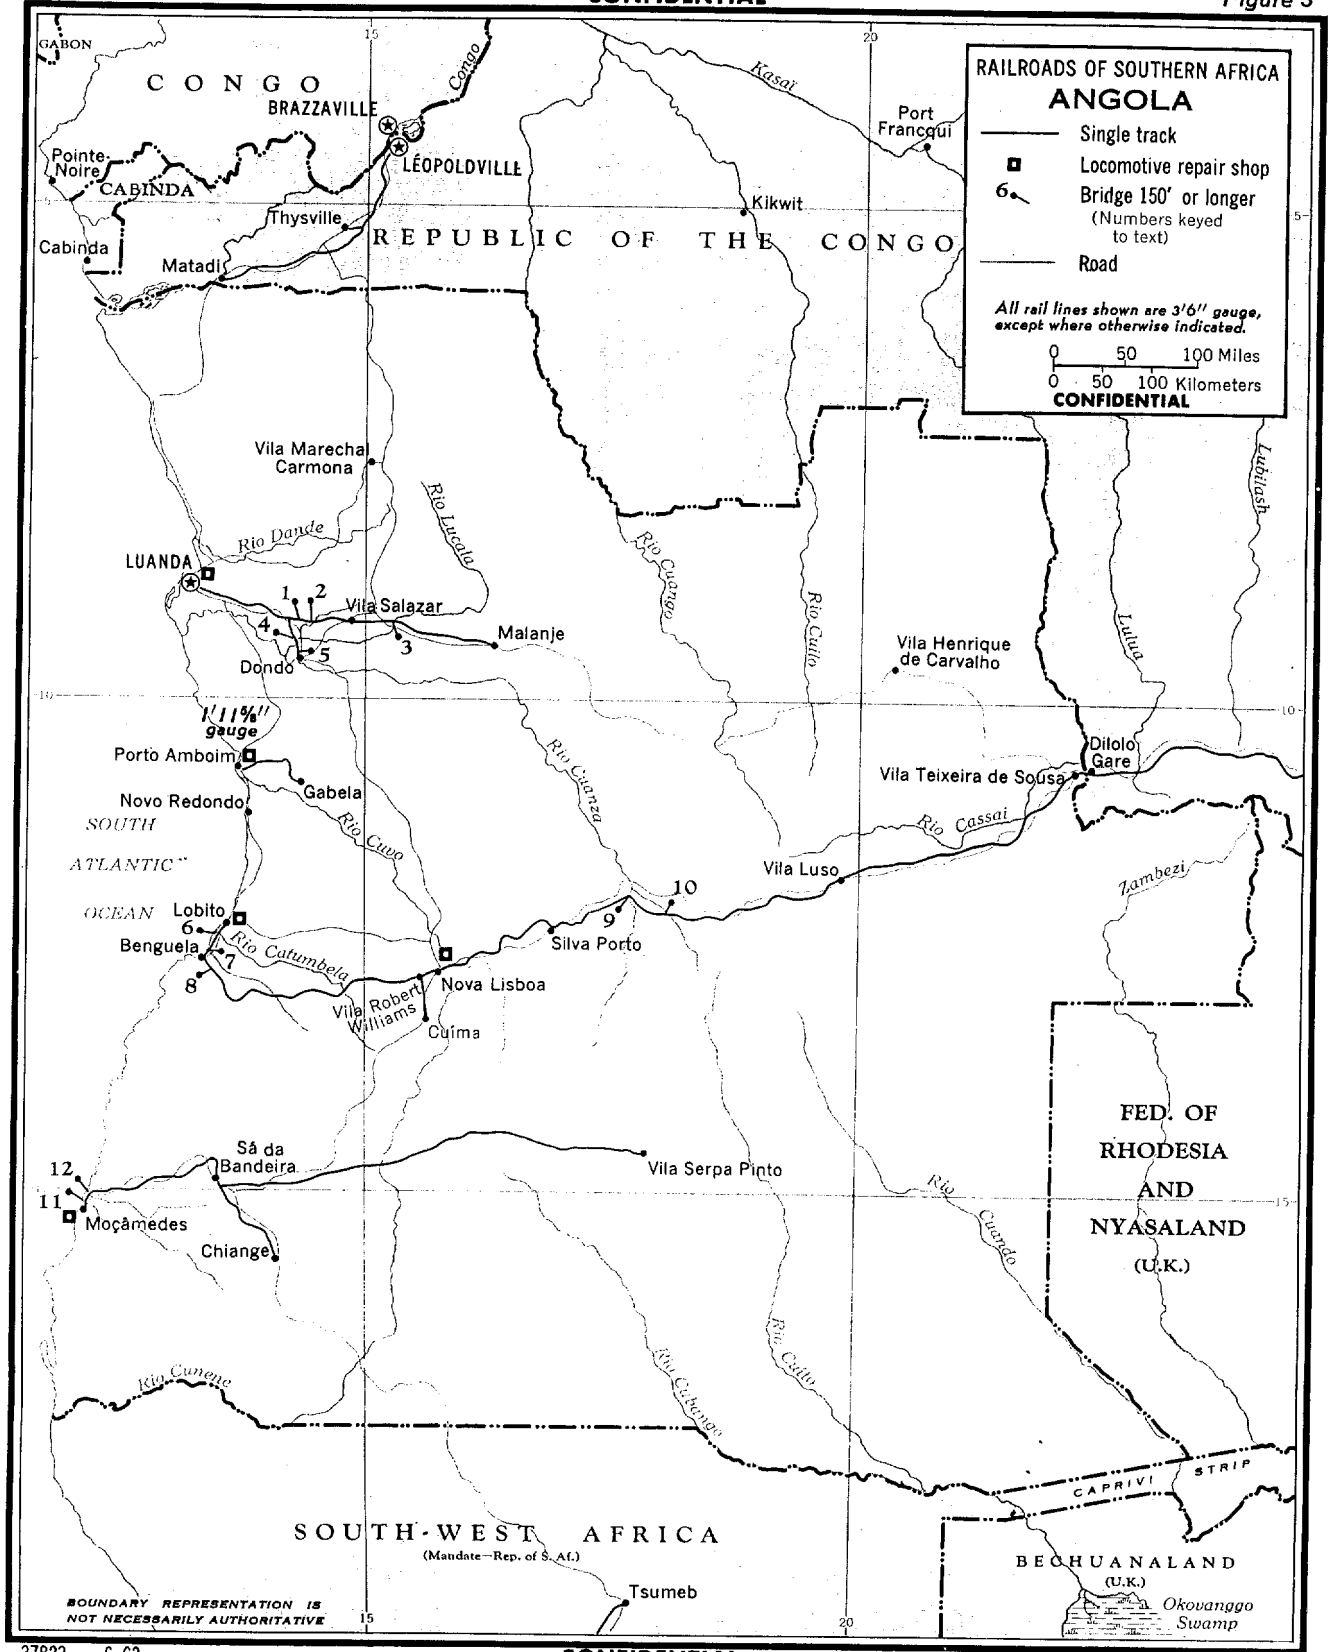 CONFIDENTIAL
Figure 3
RAILROADS OF SOUTHERN AFRICA
ANGOLA
Single track
Locomotive repair shop
6 Bridge 150' or longer
(Numbers keyed
to text)
Road
All rail lines shown are 3'6" gauge,
except where otherwise indicated.
0 50 100 Miles
0 50 100 Kilometers
CONFIDENTIAL
15
20
GABON
CONGO
Congo
BRAZZAVILLE
LÉOPOLDVILLE
Kasaï
Port
Francqui
Pointe-
Noire
CABINDA
Thysville
Kikwit
5
5
Cabinda
REPUBLIC OF THE CONGO
Matadi
Vila Marechal
Carmona
Rio Lucala
Lubilash
Rio Dande
LUANDA
Rio Cuango
Rio Cuilo
Lulua
1
2
Vila Salazar
4
3
Malanje
5
Dondo
Vila Henrique
de Carvalho
10
10
1'11 5/8"
gauge
Porto Amboim
Gabela
Rio Cuanza
Dilolo
Gare
Vila Teixeira de Sousa
Novo Redondo
SOUTH
ATLANTIC
OCEAN
Rio Cuvo
Rio Cassai
Vila Luso
Zambezi
10
9
Lobito
6
Benguela
7
8
Rio Catumbela
Silva Porto
Nova Lisboa
Vila Robert
Williams
Cuíma
FED. OF
RHODESIA
AND
NYASALAND
(U.K.)
Sá da
Bandeira
Vila Serpa Pinto
12
11
Moçâmedes
Chiange
15
Rio Cuando
Rio Cunene
Rio Cubango
Rio Cuito
CAPRIVI STRIP
SOUTH-WEST AFRICA
(Mandate—Rep. of S. Af.)
BECHUANALAND
(U.K.)
Okovanggo
Swamp
Tsumeb
BOUNDARY REPRESENTATION IS
NOT NECESSARILY AUTHORITATIVE
15
20
CONFIDENTIAL